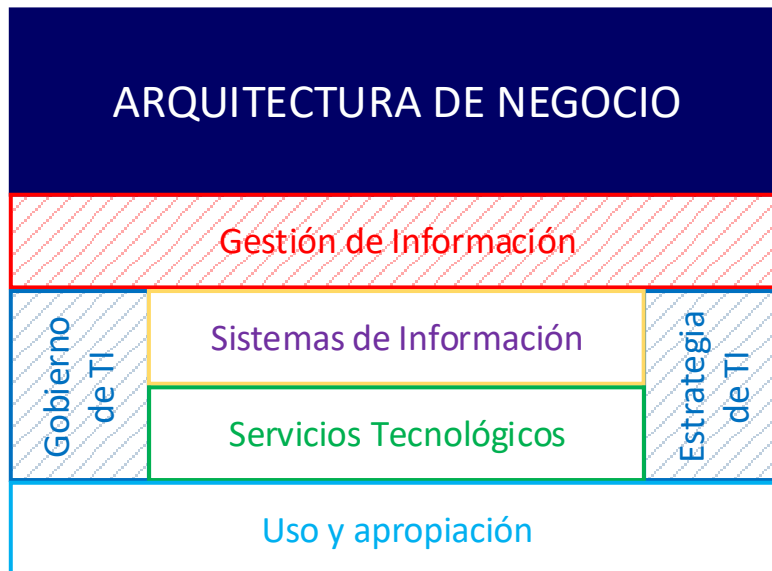 ARQUITECTURA DE NEGOCIO
Gestión de Información
Gobierno
de TI
Sistemas de Información
Servicios Tecnológicos
Estrategia
de TI
Uso y apropiación